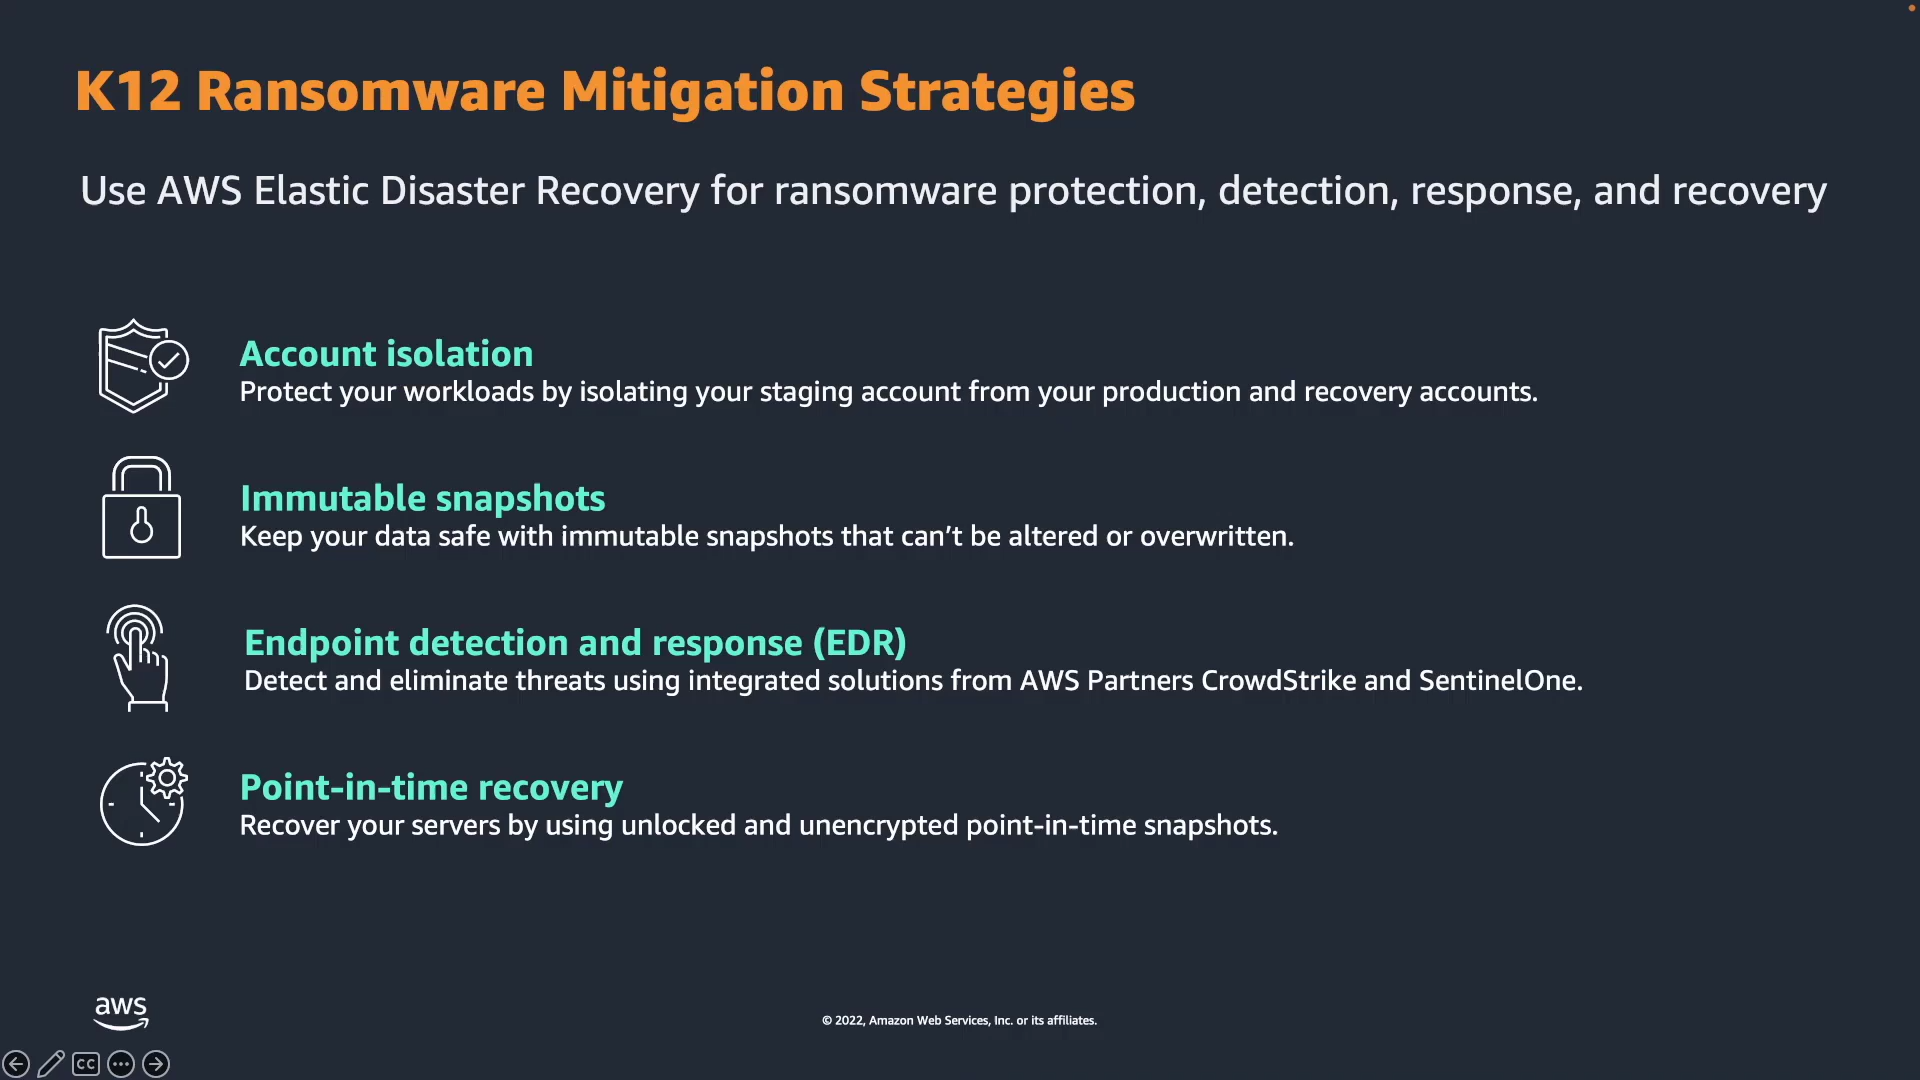 K12 Ransomware Mitigation Strategies
Use AWS Elastic Disaster Recovery for ransomware protection, detection, response, and recovery
Account isolation
Protect your workloads by isolating your staging account from your production and recovery accounts.
Immutable snapshots
Keep your data safe with immutable snapshots that can’t be altered or overwritten.
Endpoint detection and response (EDR)
Detect and eliminate threats using integrated solutions from AWS Partners CrowdStrike and SentinelOne.
Point-in-time recovery
Recover your servers by using unlocked and unencrypted point-in-time snapshots.
aws
© 2022, Amazon Web Services, Inc. or its affiliates.
CC